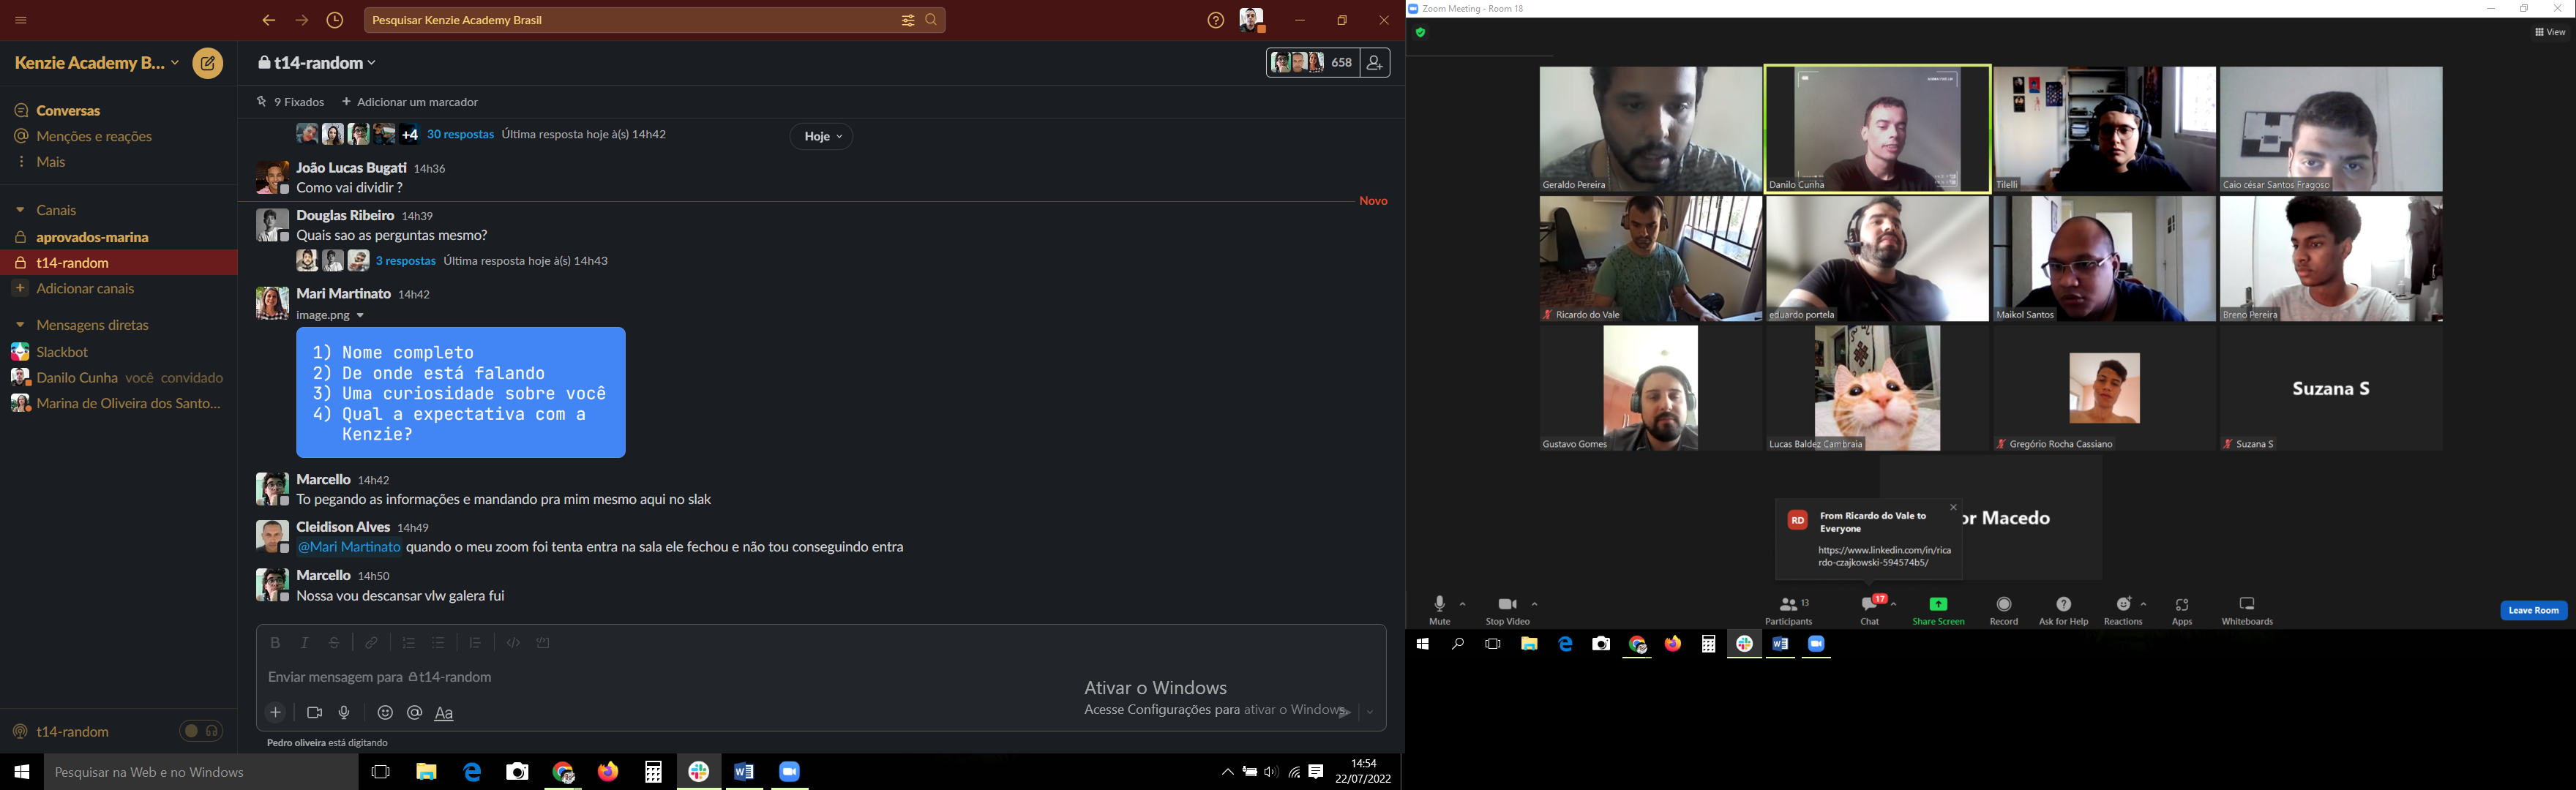 Pesquisar Kenzie Academy Brasil
Kenzie Academy B...
Conversas
Menções e reações
Mais
Canais
aprovados-marina
t14-random
Adicionar canais
Mensagens diretas
Slackbot
Danilo Cunha você convidado
Marina de Oliveira dos Santo...
t14-random
t14-random
658
9 Fixados
Adicionar um marcador
+4 30 respostas Última resposta hoje à(s) 14h42
Hoje
João Lucas Bugati 14h36
Como vai dividir ?
Novo
Douglas Ribeiro 14h39
Quais sao as perguntas mesmo?
3 respostas Última resposta hoje à(s) 14h43
Mari Martinato 14h42
image.png
1) Nome completo
2) De onde está falando
3) Uma curiosidade sobre você
4) Qual a expectativa com a
Kenzie?
Marcello 14h42
To pegando as informações e mandando pra mim mesmo aqui no slak
Cleidison Alves 14h49
@Mari Martinato quando o meu zoom foi tenta entra na sala ele fechou e não tou conseguindo entra
Marcello 14h50
Nossa vou descansar vlw galera fui
Enviar mensagem para t14-random
Ativar o Windows
Acesse Configurações para ativar o Windows.
Pedro oliveira está digitando
Pesquisar na Web e no Windows
14:54
22/07/2022
Zoom Meeting - Room 18
View
Geraldo Pereira
Danilo Cunha
Tilelli
Caio césar Santos Fragoso
Ricardo do Vale
eduardo portela
Maikol Santos
Breno Pereira
Gustavo Gomes
Lucas Baldez Cambraia
Gregório Rocha Cassiano
Suzana S
Suzana S
or Macedo
RD
From Ricardo do Vale to
Everyone
https://www.linkedin.com/in/rica
rdo-czajkowski-594574b5/
Mute
Stop Video
13
Participants
17
Chat
Share Screen
Record
Ask for Help
Reactions
Apps
Whiteboards
Leave Room